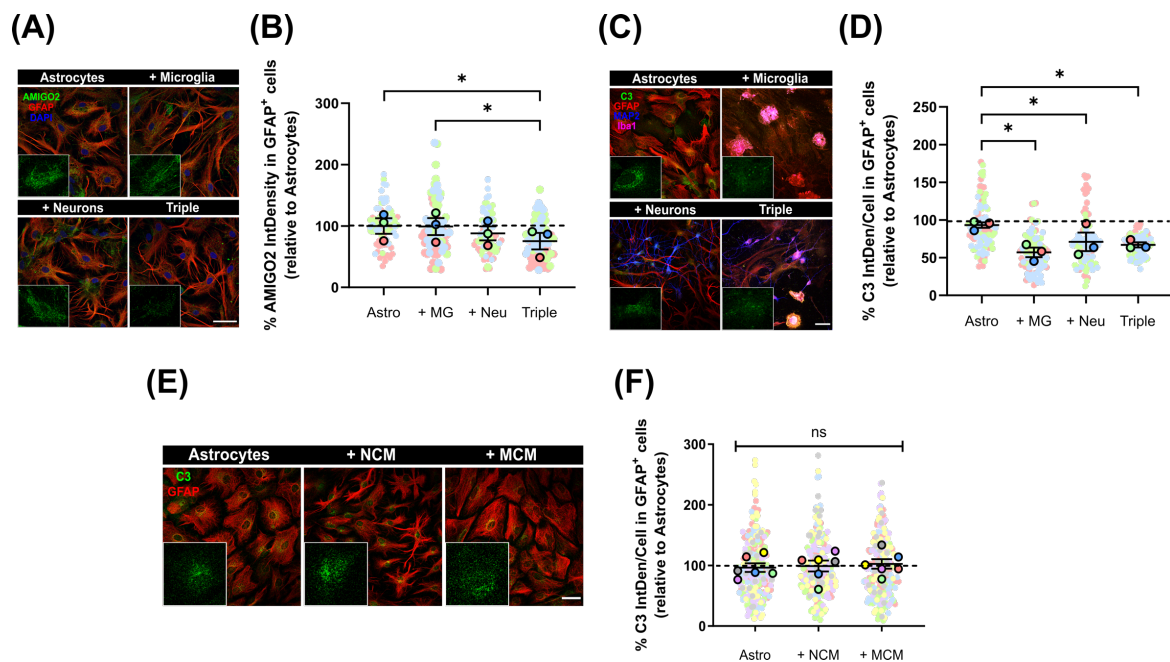 (A)
Astrocytes
+ Microglia
AMIGO2
GFAP
DAPI
+ Neurons
Triple
(B)
% AMIGO2 IntDensity in GFAP+ cells
(relative to Astrocytes)
300
200
100
0
*
*
Astro
+ MG
+ Neu
Triple
(C)
Astrocytes
+ Microglia
C3
GFAP
MAP2
Iba1
+ Neurons
Triple
(D)
% C3 IntDen/Cell in GFAP+ cells
(relative to Astrocytes)
250
200
150
100
50
0
*
*
*
Astro
+ MG
+ Neu
Triple
(E)
Astrocytes
+ NCM
+ MCM
C3
GFAP
(F)
% C3 IntDen/Cell in GFAP+ cells
(relative to Astrocytes)
300
200
100
0
ns
Astro
+ NCM
+ MCM